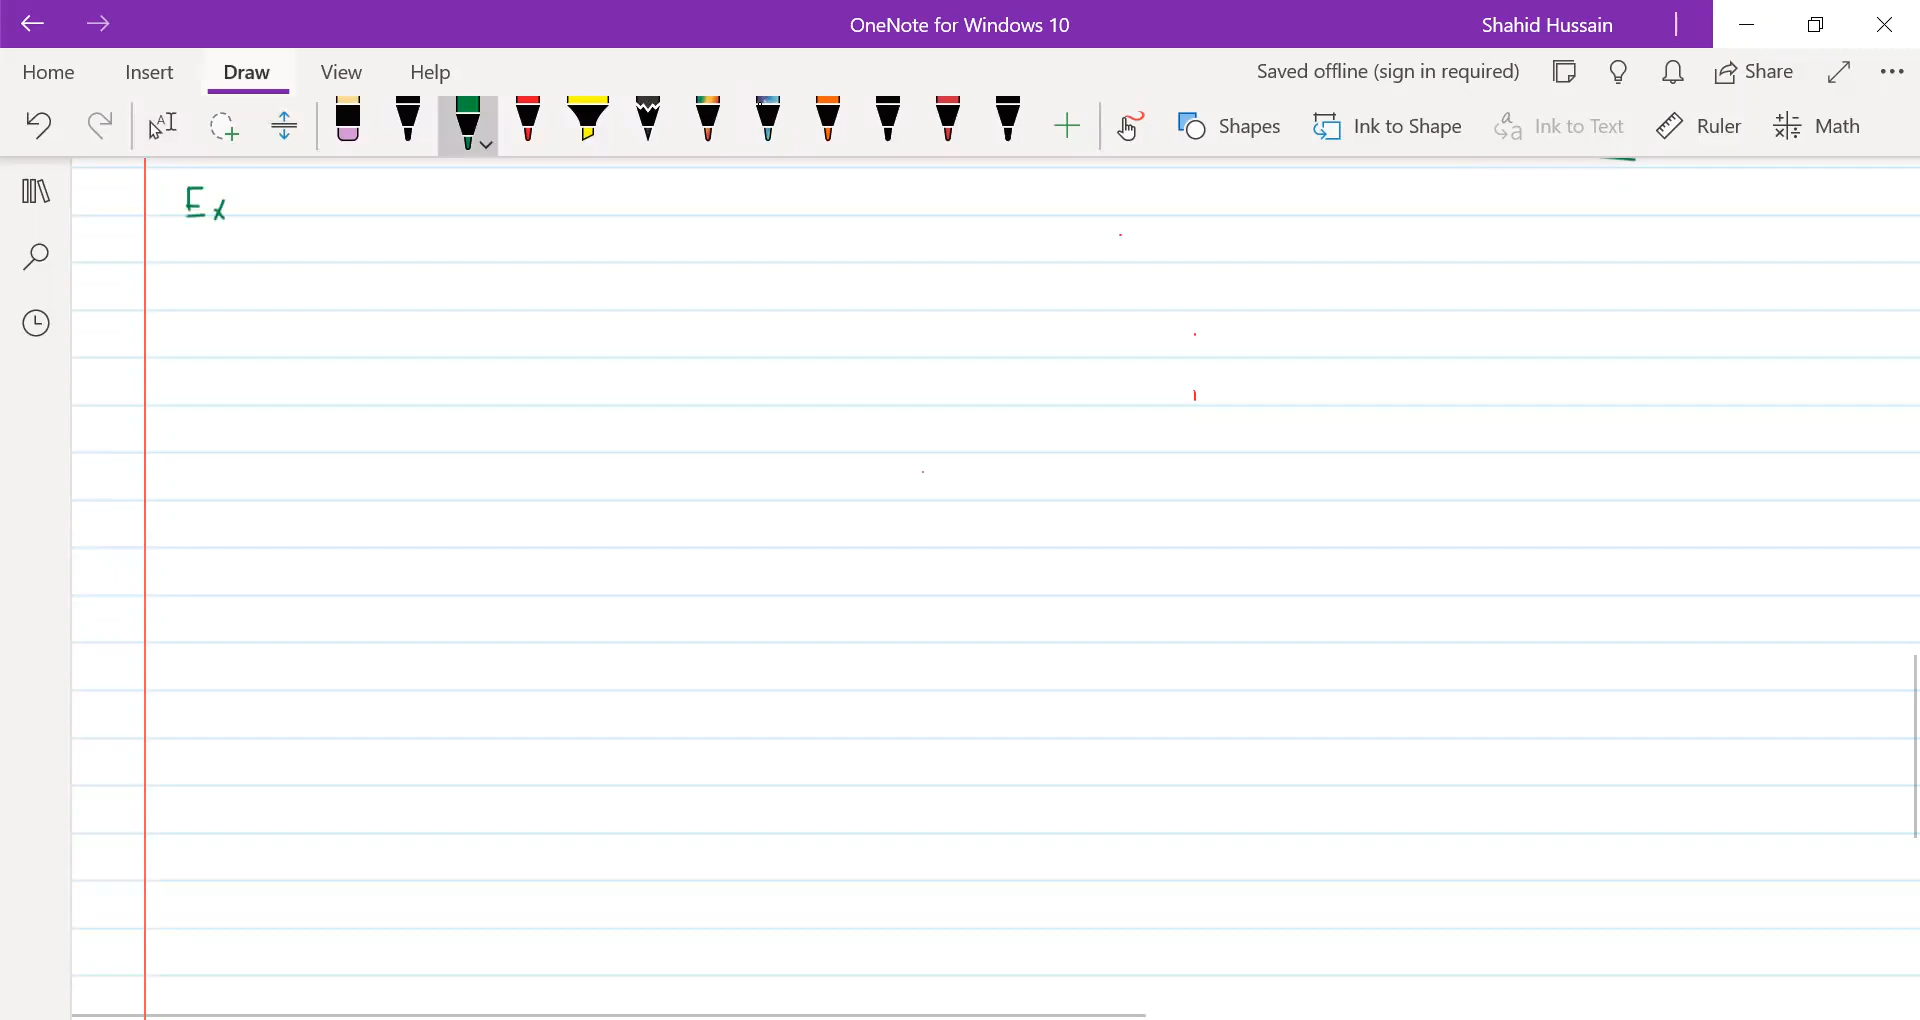 OneNote for Windows 10
Shahid Hussain
Home Insert Draw View Help
Saved offline (sign in required)
Share
Shapes
Ink to Shape
Ink to Text
Ruler
Math
Ex